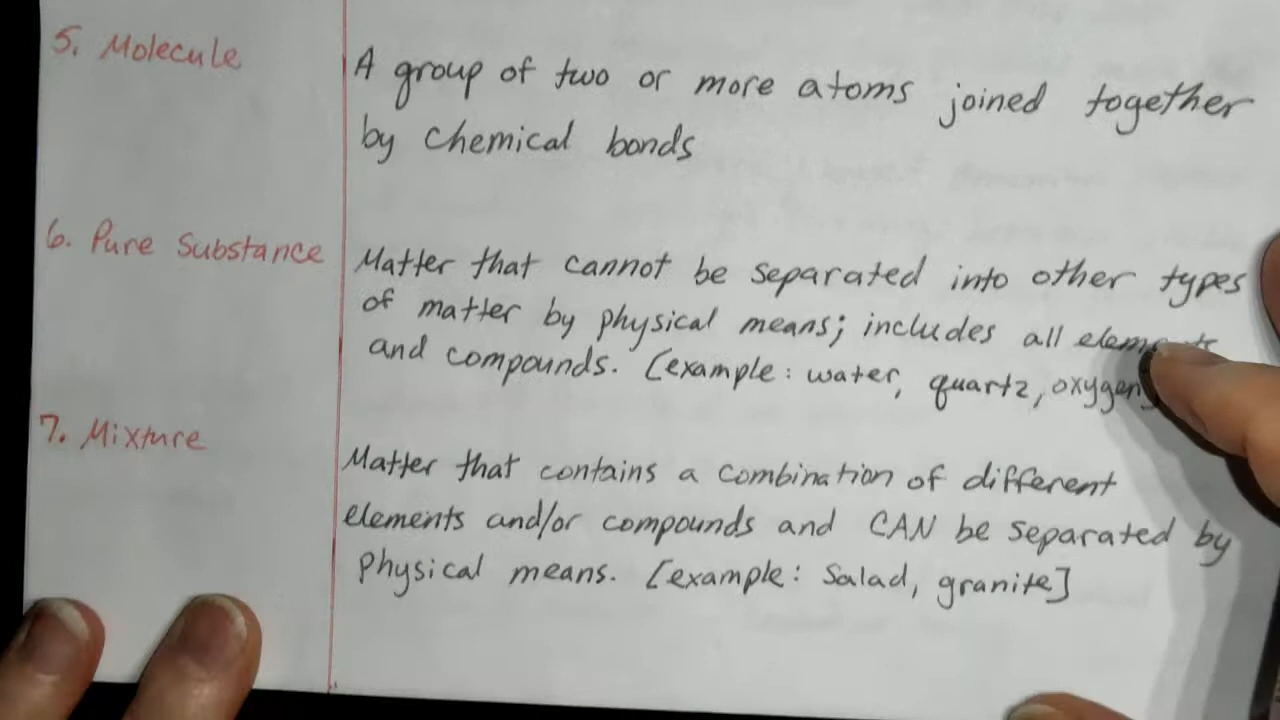 5. Molecule
A group of two or more atoms joined together
by chemical bonds
6. Pure Substance
Matter that cannot be separated into other types
of matter by physical means; includes all
and compounds. [example: water, quartz, oxygen
7. Mixture
Matter that contains a combination of different
elements and/or compounds and CAN be separated by
physical means. [example: Salad, granite]